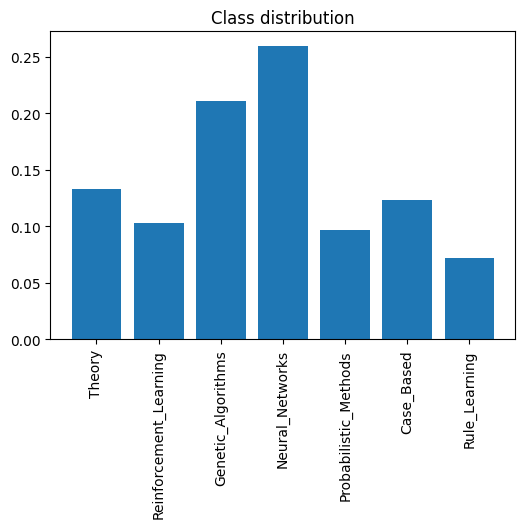 Class distribution
0.25
0.20
0.15
0.10
0.05
0.00
Theory
Reinforcement_Learning
Genetic_Algorithms
Neural_Networks
Probabilistic_Methods
Case_Based
Rule_Learning